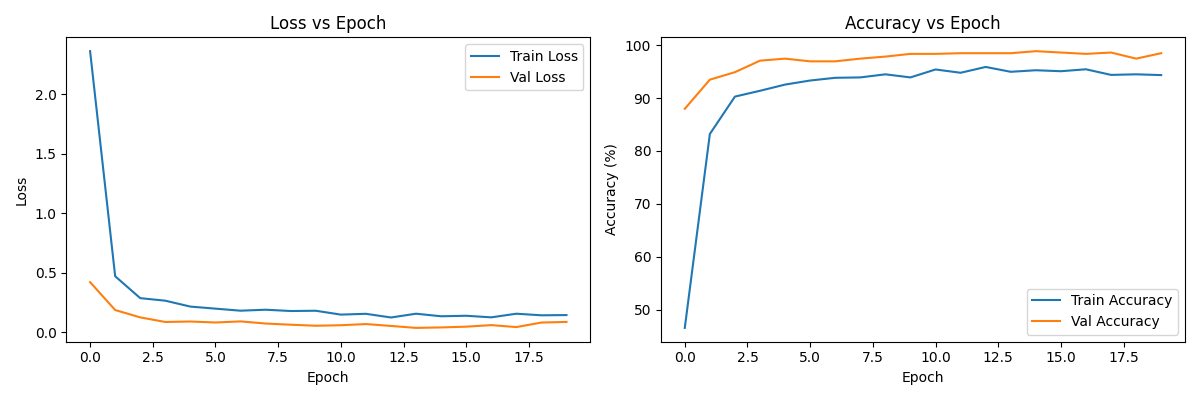 Loss vs Epoch
Train Loss
Val Loss
2.0
1.5
1.0
0.5
0.0
Loss
0.0 2.5 5.0 7.5 10.0 12.5 15.0 17.5
Epoch
Accuracy vs Epoch
100
90
80
70
60
50
Accuracy (%)
Train Accuracy
Val Accuracy
0.0 2.5 5.0 7.5 10.0 12.5 15.0 17.5
Epoch